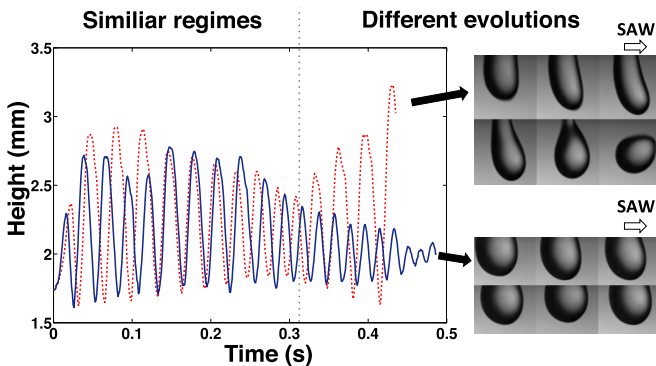 Similiar regimes
Different evolutions
SAW
3.5
3
2.5
2
1.5
Height (mm)
0
0.1
0.2
0.3
0.4
0.5
Time (s)
SAW